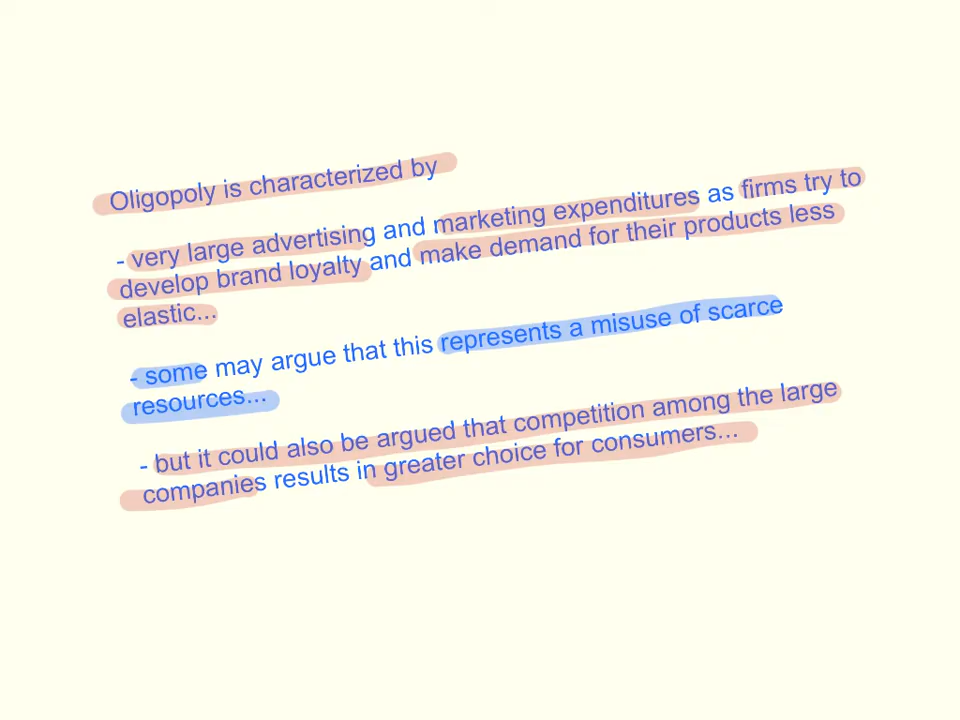 Oligopoly is characterized by
- very large advertising and marketing expenditures as firms try to
develop brand loyalty and make demand for their products less
elastic...
- some may argue that this represents a misuse of scarce
resources...
- but it could also be argued that competition among the large
companies results in greater choice for consumers...